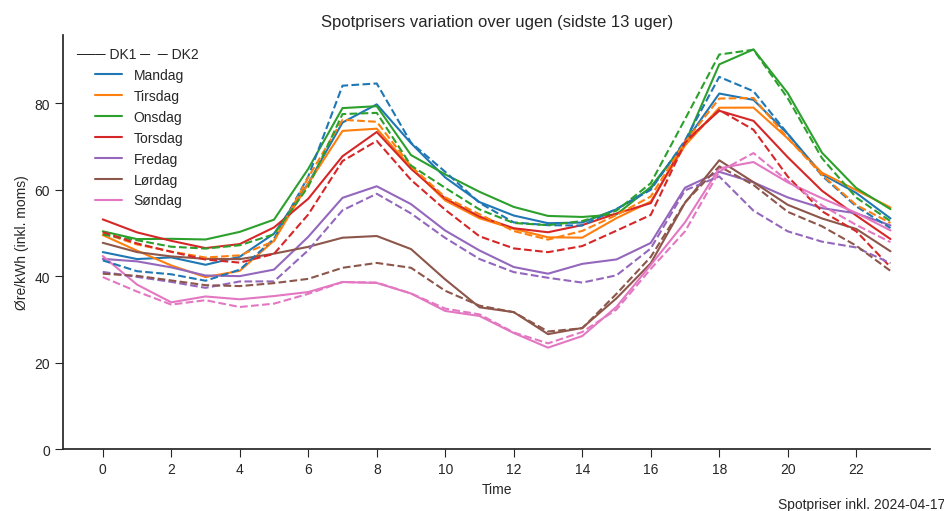 Spotprisers variation over ugen (sidste 13 uger)
DK1 DK2
Mandag
Tirsdag
Onsdag
Torsdag
Fredag
Lørdag
Søndag
Øre/kWh (inkl. moms)
80
60
40
20
0
0 2 4 6 8 10 12 14 16 18 20 22
Time
Spotpriser inkl. 2024-04-17